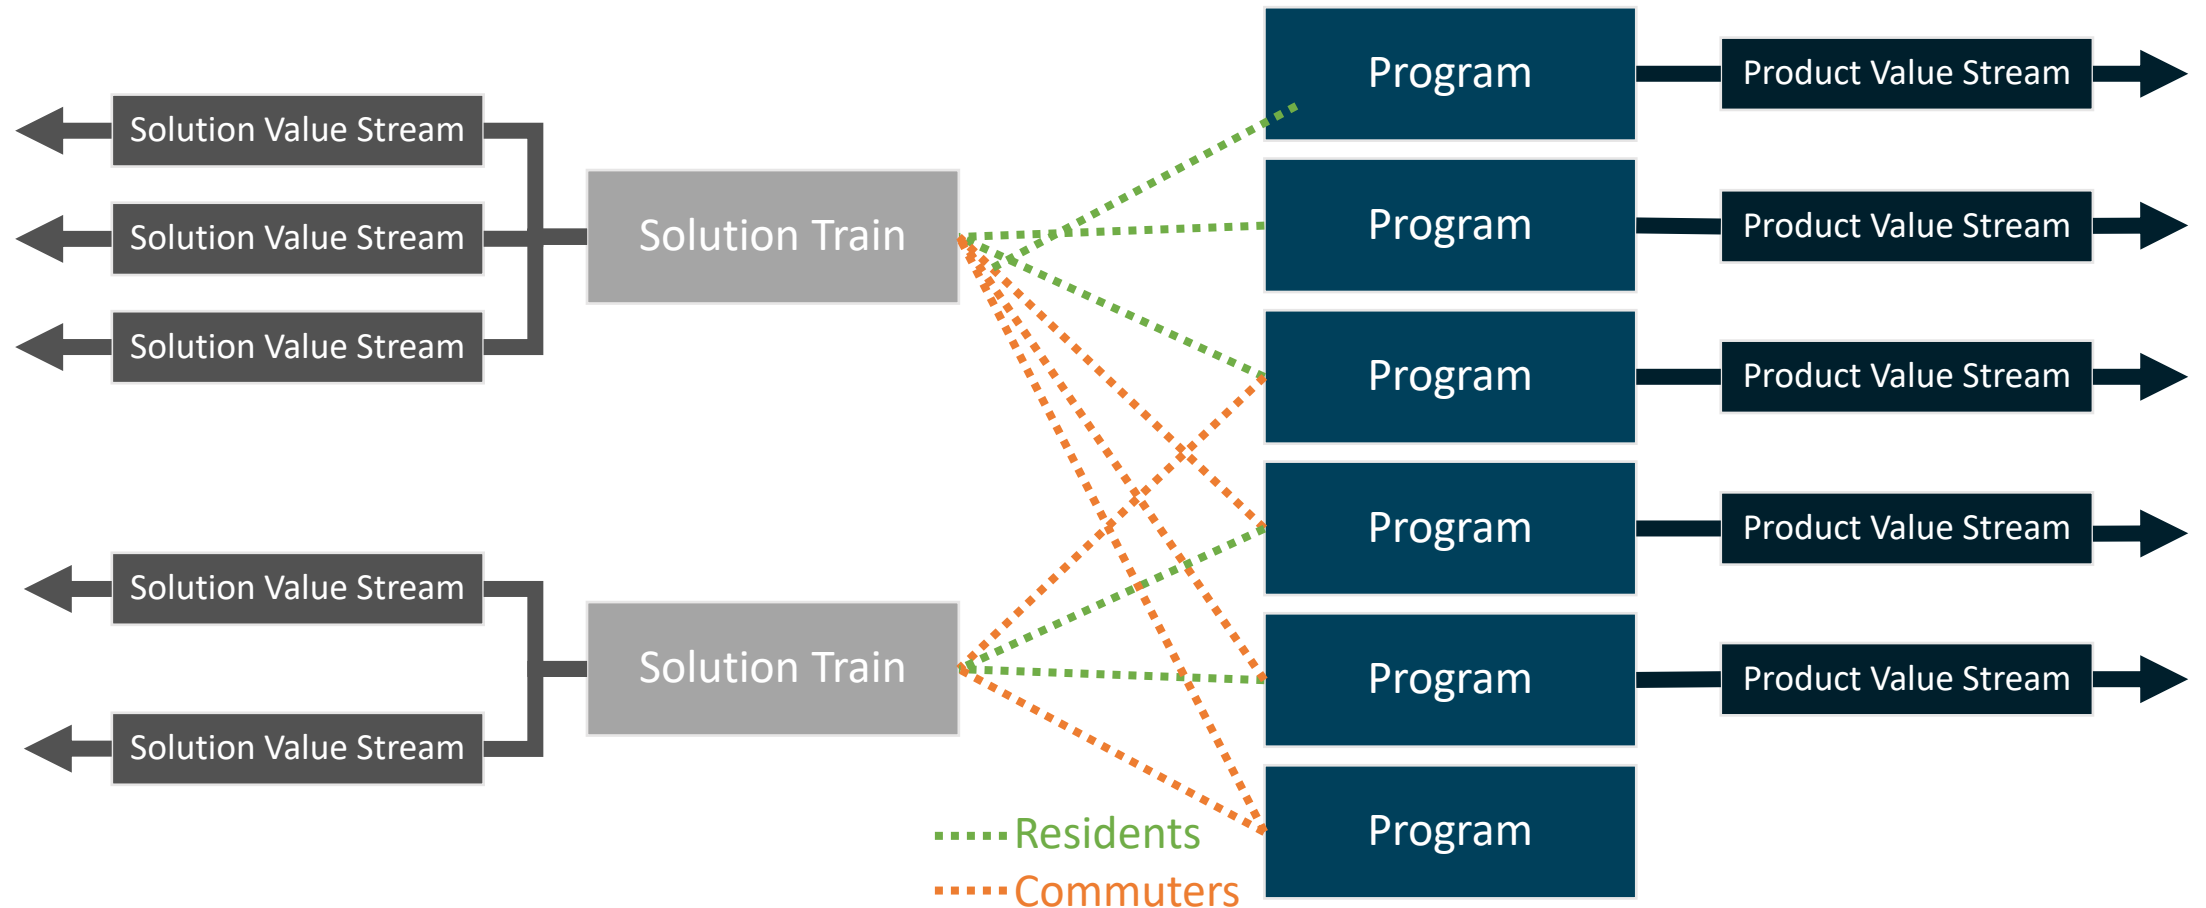 Solution Value Stream
Solution Value Stream
Solution Value Stream
Solution Train
Solution Value Stream
Solution Value Stream
Solution Train
Program
Product Value Stream
Program
Product Value Stream
Program
Product Value Stream
Program
Product Value Stream
Program
Product Value Stream
Program
Residents
Commuters